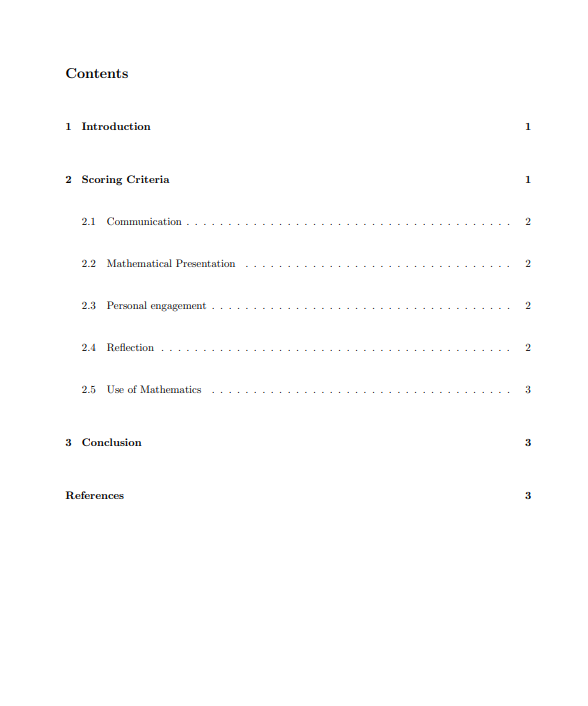 Contents
1 Introduction 1
2 Scoring Criteria 1
2.1 Communication . . . . . . . . . . . . . . . . . . . . . . . . . . . . . . . . . . . . . . . 2
2.2 Mathematical Presentation . . . . . . . . . . . . . . . . . . . . . . . . . . . . . . . . 2
2.3 Personal engagement . . . . . . . . . . . . . . . . . . . . . . . . . . . . . . . . . . . . 2
2.4 Reflection . . . . . . . . . . . . . . . . . . . . . . . . . . . . . . . . . . . . . . . . . . 2
2.5 Use of Mathematics . . . . . . . . . . . . . . . . . . . . . . . . . . . . . . . . . . . . 3
3 Conclusion 3
References 3